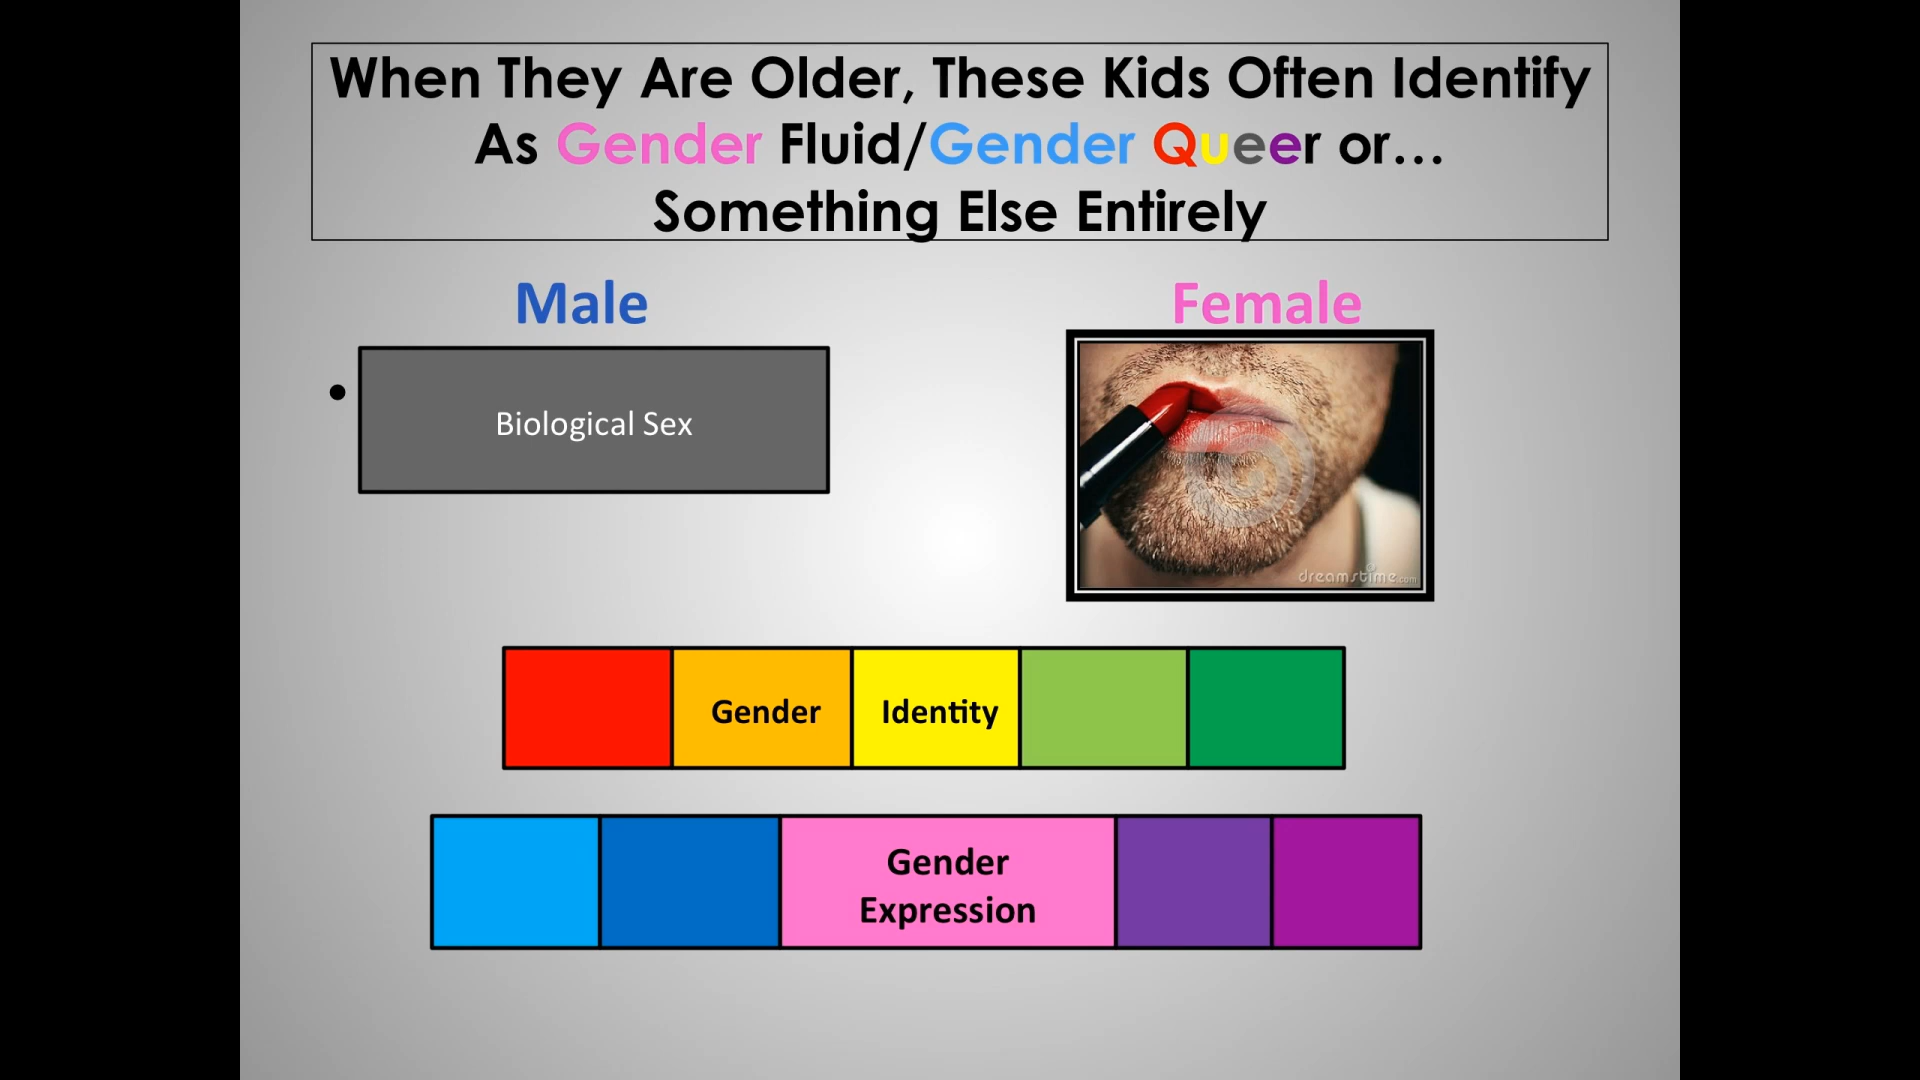 When They Are Older, These Kids Often Identify
As Gender Fluid/Gender Queer or...
Something Else Entirely
Male
Female
Biological Sex
dreamstime.com
Gender Identity
Gender
Expression